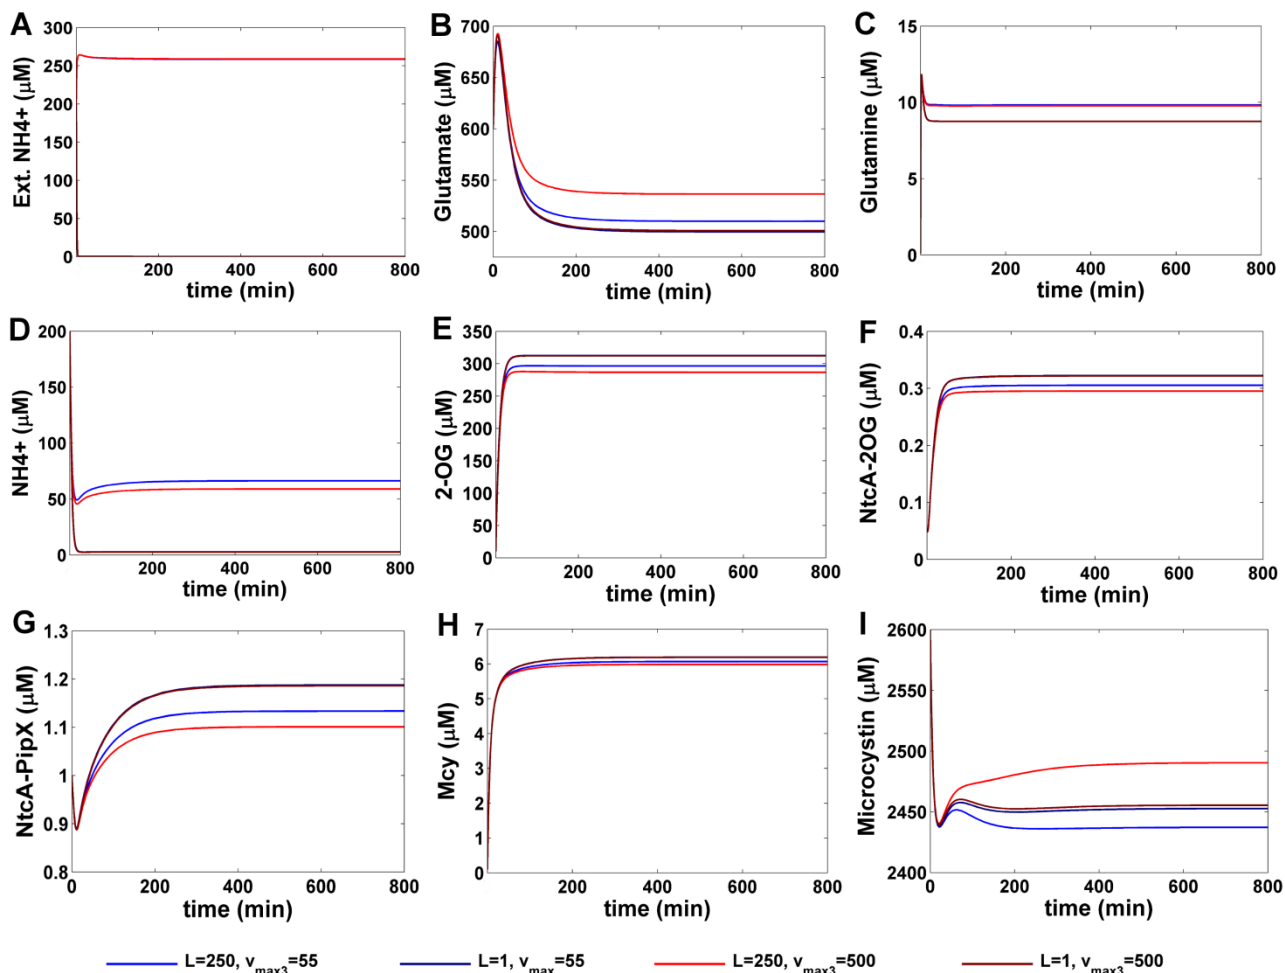 A
Ext. NH4+ (μM)
300
250
200
150
100
50
0
200 400 600 800
time (min)
B
Glutamate (μM)
700
650
600
550
500
0 200 400 600 800
time (min)
C
Glutamine (μM)
15
10
5
0
200 400 600 800
time (min)
D
NH4+ (μM)
200
150
100
50
0
200 400 600 800
time (min)
E
2-OG (μM)
350
300
250
200
150
100
50
0
200 400 600 800
time (min)
F
NtcA-2OG (μM)
0.4
0.3
0.2
0.1
0
200 400 600 800
time (min)
G
NtcA-PipX (μM)
1.3
1.2
1.1
1
0.9
0.8
0 200 400 600 800
time (min)
H
Mcy (μM)
7
6
5
4
3
2
1
0
200 400 600 800
time (min)
I
Microcystin (μM)
2600
2550
2500
2450
2400
0 200 400 600 800
time (min)
L=250, vmax3=55 L=1, vmax=55 L=250, vmax3=500 L=1, vmax3=500